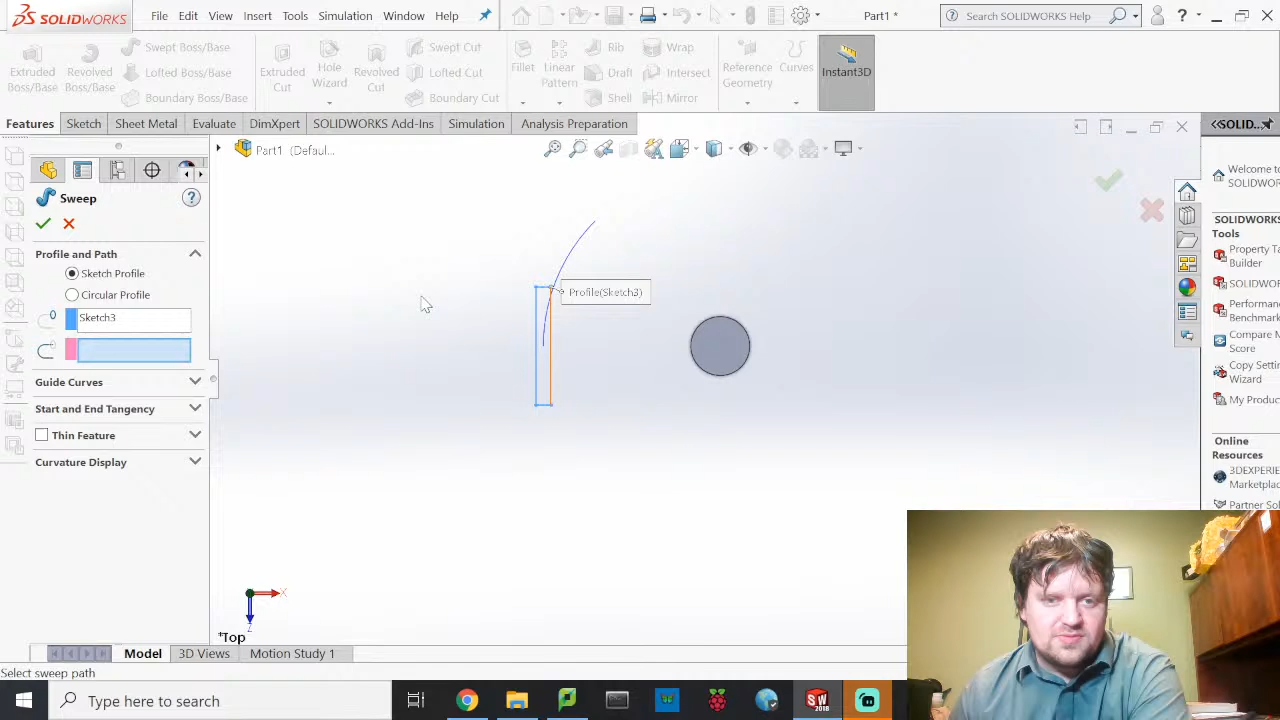 SOLIDWORKS
File Edit View Insert Tools Simulation Window Help
Part1 *
Search SOLIDWORKS Help
Extruded Boss/Base
Revolved Boss/Base
Swept Boss/Base
Lofted Boss/Base
Boundary Boss/Base
Extruded Cut
Hole Wizard
Revolved Cut
Swept Cut
Lofted Cut
Boundary Cut
Fillet
Linear Pattern
Rib
Draft
Shell
Wrap
Intersect
Mirror
Reference Geometry
Curves
Instant3D
Features Sketch Sheet Metal Evaluate DimXpert SOLIDWORKS Add-Ins Simulation Analysis Preparation
Part1 (Defaul...
Sweep
Profile and Path
Sketch Profile
Circular Profile
Sketch3
Guide Curves
Start and End Tangency
Thin Feature
Curvature Display
Profile(Sketch3)
X
Z
*Top
SOLID...
Welcome to
SOLIDWOR
SOLIDWORKS
Tools
Property Ta
Builder
SOLIDWOR
Performanc
Benchmark
Compare M
Score
Copy Settin
Wizard
My Produc
Online
Resources
3DEXPERIE
Marketplac
Partner Sol
Model 3D Views Motion Study 1
Select sweep path
Type here to search
SW
2018